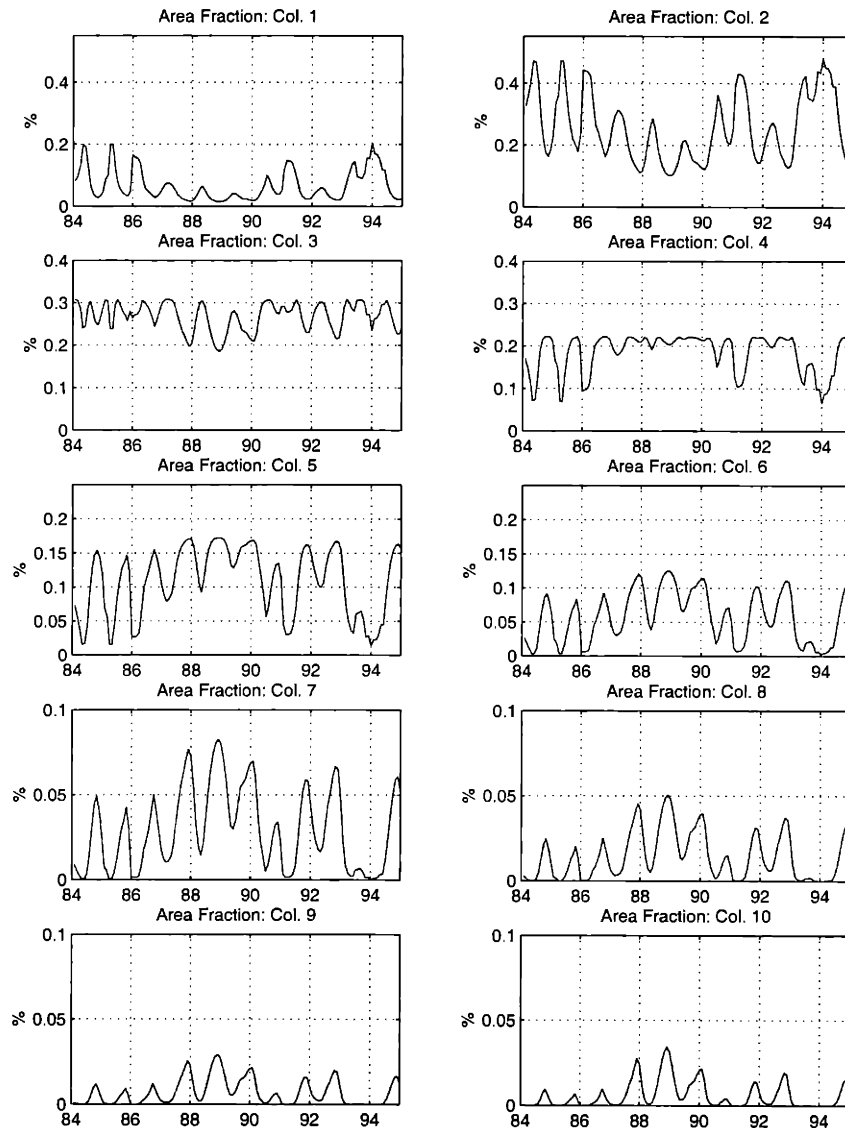 Area Fraction: Col. 1
0.4
0.2
0
%
84 86 88 90 92 94
Area Fraction: Col. 2
0.4
0.2
0
%
84 86 88 90 92 94
Area Fraction: Col. 3
0.4
0.3
0.2
0.1
0
%
84 86 88 90 92 94
Area Fraction: Col. 4
0.4
0.3
0.2
0.1
0
%
84 86 88 90 92 94
Area Fraction: Col. 5
0.2
0.15
0.1
0.05
0
%
84 86 88 90 92 94
Area Fraction: Col. 6
0.2
0.15
0.1
0.05
0
%
84 86 88 90 92 94
Area Fraction: Col. 7
0.1
0.05
0
%
84 86 88 90 92 94
Area Fraction: Col. 8
0.1
0.05
0
%
84 86 88 90 92 94
Area Fraction: Col. 9
0.1
0.05
0
%
84 86 88 90 92 94
Area Fraction: Col. 10
0.1
0.05
0
%
84 86 88 90 92 94